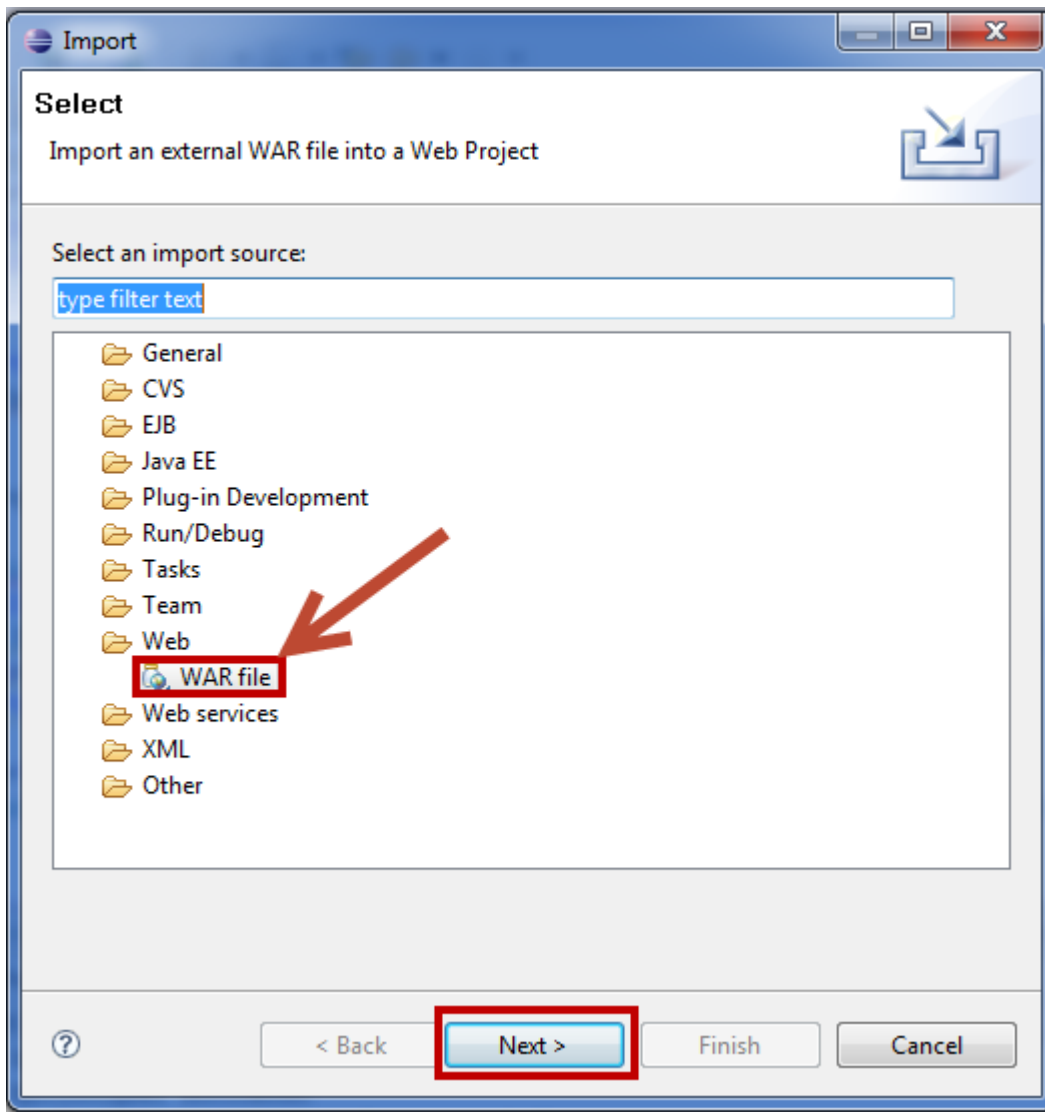 Import
Select
Import an external WAR file into a Web Project
Select an import source:
type filter text
General
CVS
EJB
Java EE
Plug-in Development
Run/Debug
Tasks
Team
Web
WAR file
Web services
XML
Other
? < Back Next > Finish Cancel